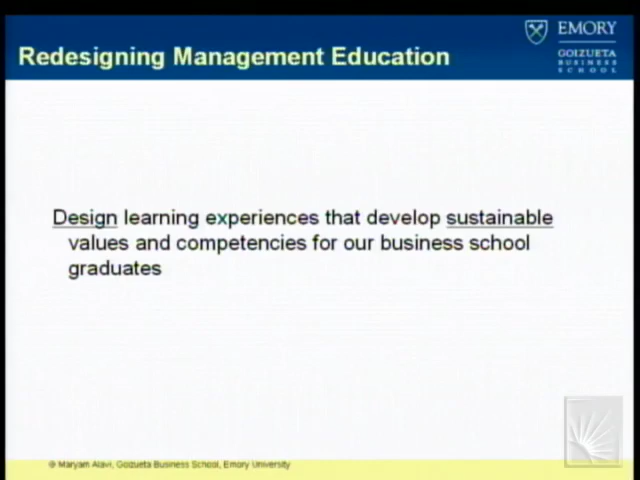 EMORY
GOIZUETA
BUSINESS
SCHOOL
Redesigning Management Education
Design learning experiences that develop sustainable
values and competencies for our business school
graduates
© Maryam Alavi, Goizueta Business School, Emory University